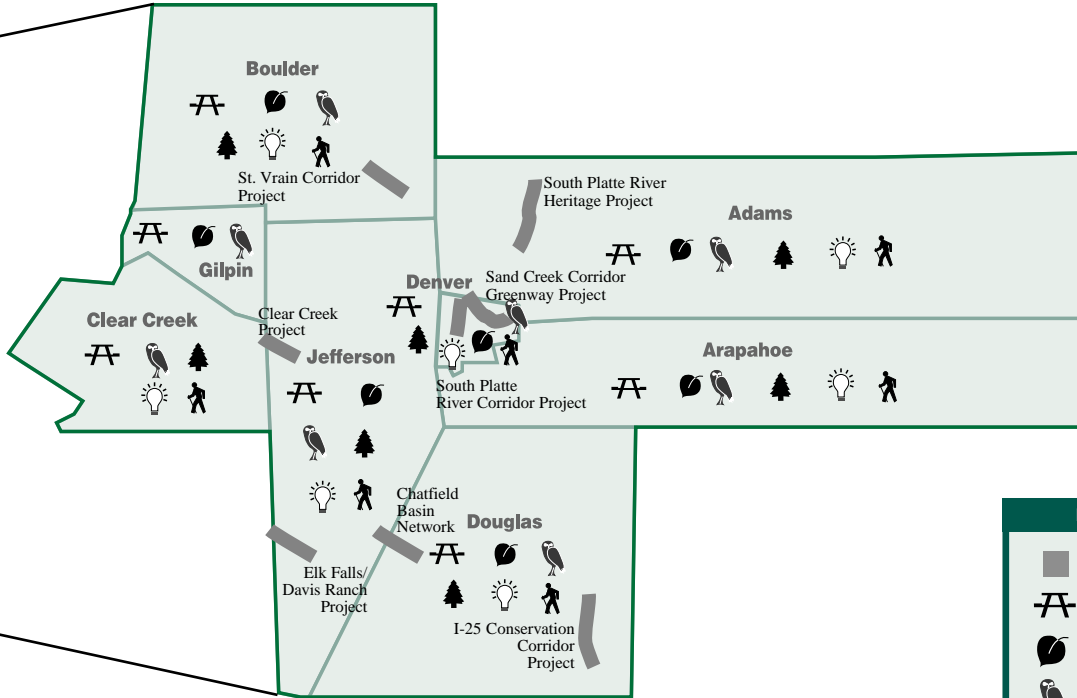 Boulder
St. Vrain Corridor
Project
South Platte River
Heritage Project
Adams
Gilpin
Denver
Sand Creek Corridor
Greenway Project
Clear Creek
Clear Creek
Project
Jefferson
Arapahoe
South Platte
River Corridor Project
Chatfield
Basin
Network
Douglas
Elk Falls/
Davis Ranch
Project
I-25 Conservation
Corridor
Project